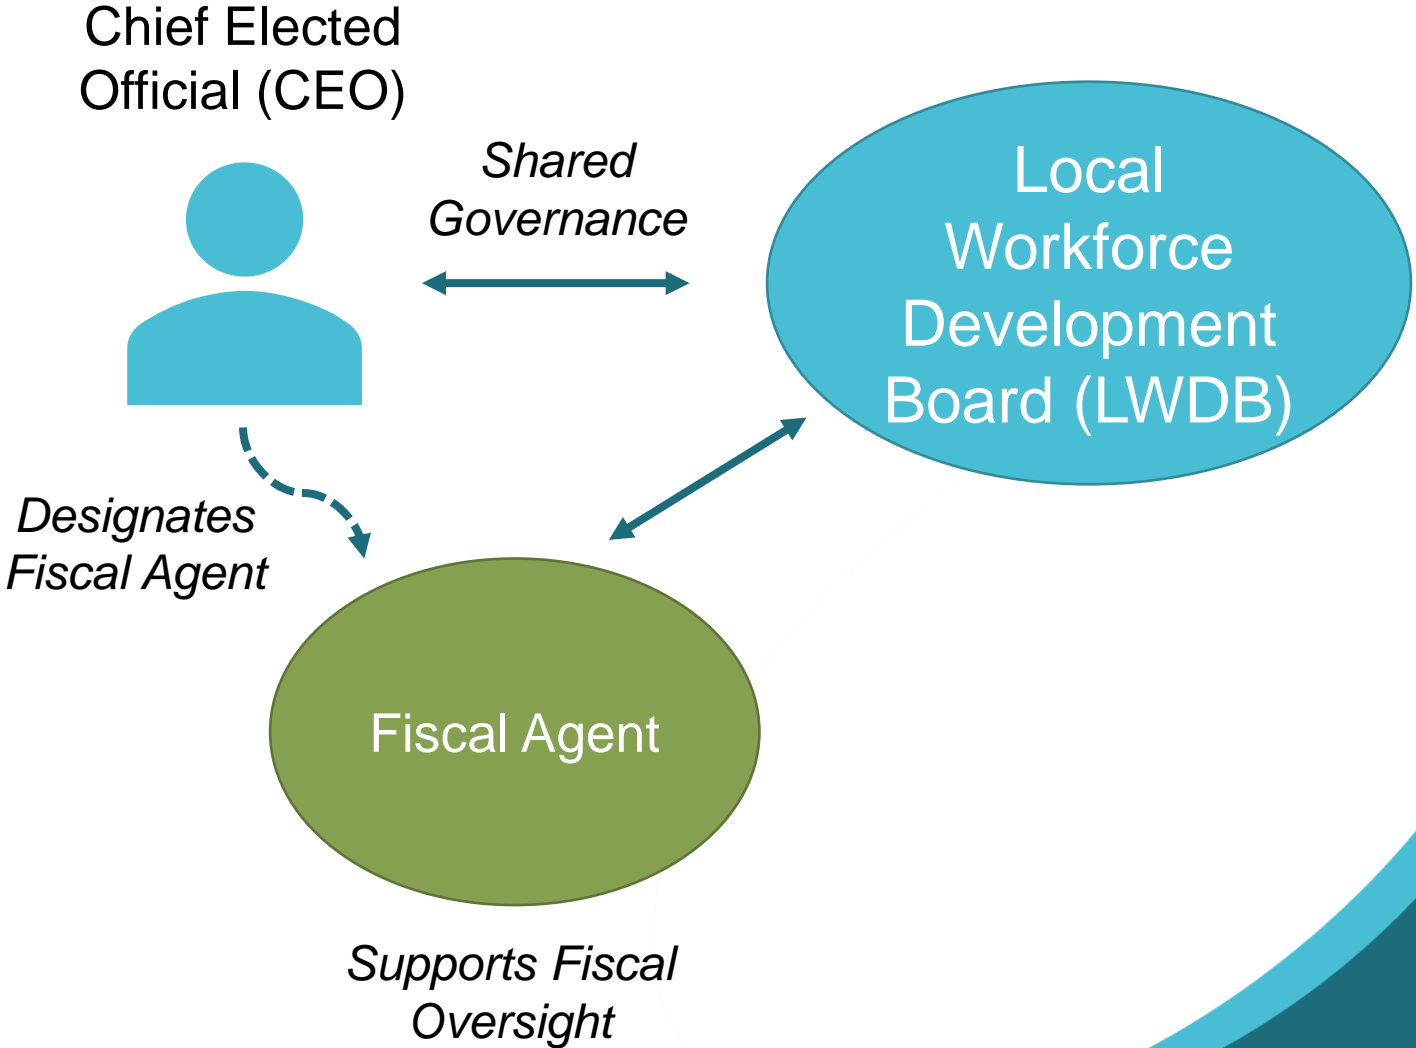 Chief Elected
Official (CEO)
Shared
Governance
Local
Workforce
Development
Board (LWDB)
Designates
Fiscal Agent
Fiscal Agent
Supports Fiscal
Oversight